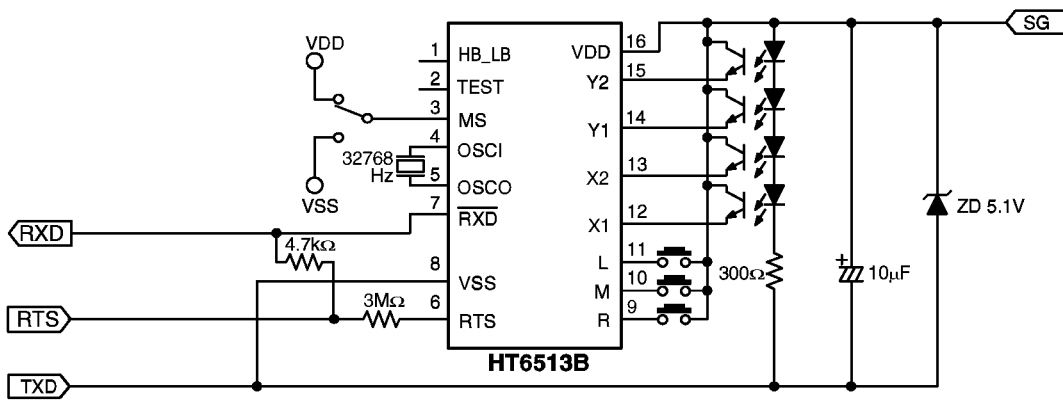 SG
VDD
1
HB_LB
VDD
16
2
TEST
Y2
15
3
MS
4
OSCI
Y1
14
32768
Hz
5
OSCO
X2
13
VSS
RXD
7
RXD
X1
12
ZD 5.1V
4.7kΩ
L
11
8
VSS
M
10
300Ω
10μF
RTS
3MΩ
6
RTS
R
9
HT6513B
TXD